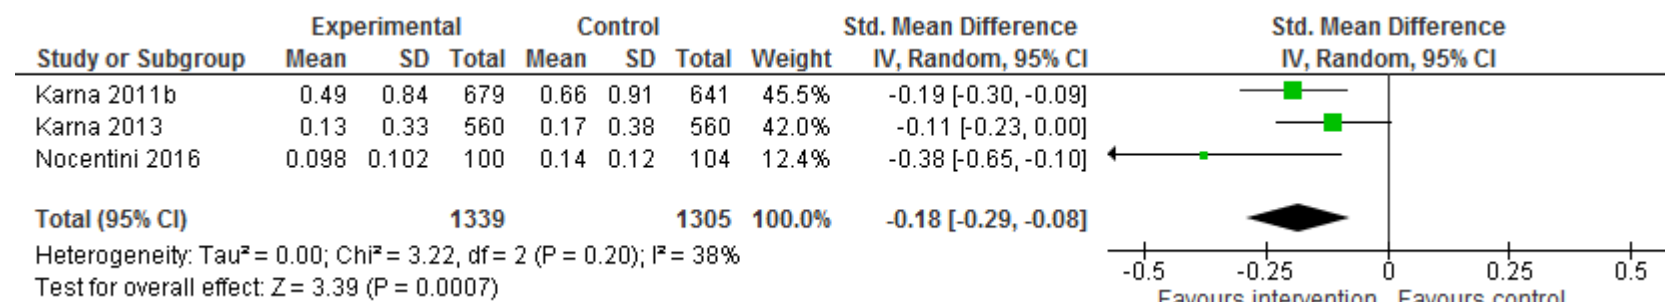 Experimental Control Std. Mean Difference Std. Mean Difference
Study or Subgroup Mean SD Total Mean SD Total Weight IV, Random, 95% CI IV, Random, 95% CI
Karna 2011b 0.49 0.84 679 0.66 0.91 641 45.5% -0.19 [-0.30, -0.09]
Karna 2013 0.13 0.33 560 0.17 0.38 560 42.0% -0.11 [-0.23, 0.00]
Nocentini 2016 0.098 0.102 100 0.14 0.12 104 12.4% -0.38 [-0.65, -0.10]
Total (95% CI) 1339 1305 100.0% -0.18 [-0.29, -0.08]
Heterogeneity: Tau² = 0.00; Chi² = 3.22, df = 2 (P = 0.20); I² = 38%
Test for overall effect: Z = 3.39 (P = 0.0007)
-0.5 -0.25 0 0.25 0.5
Favours intervention Favours control